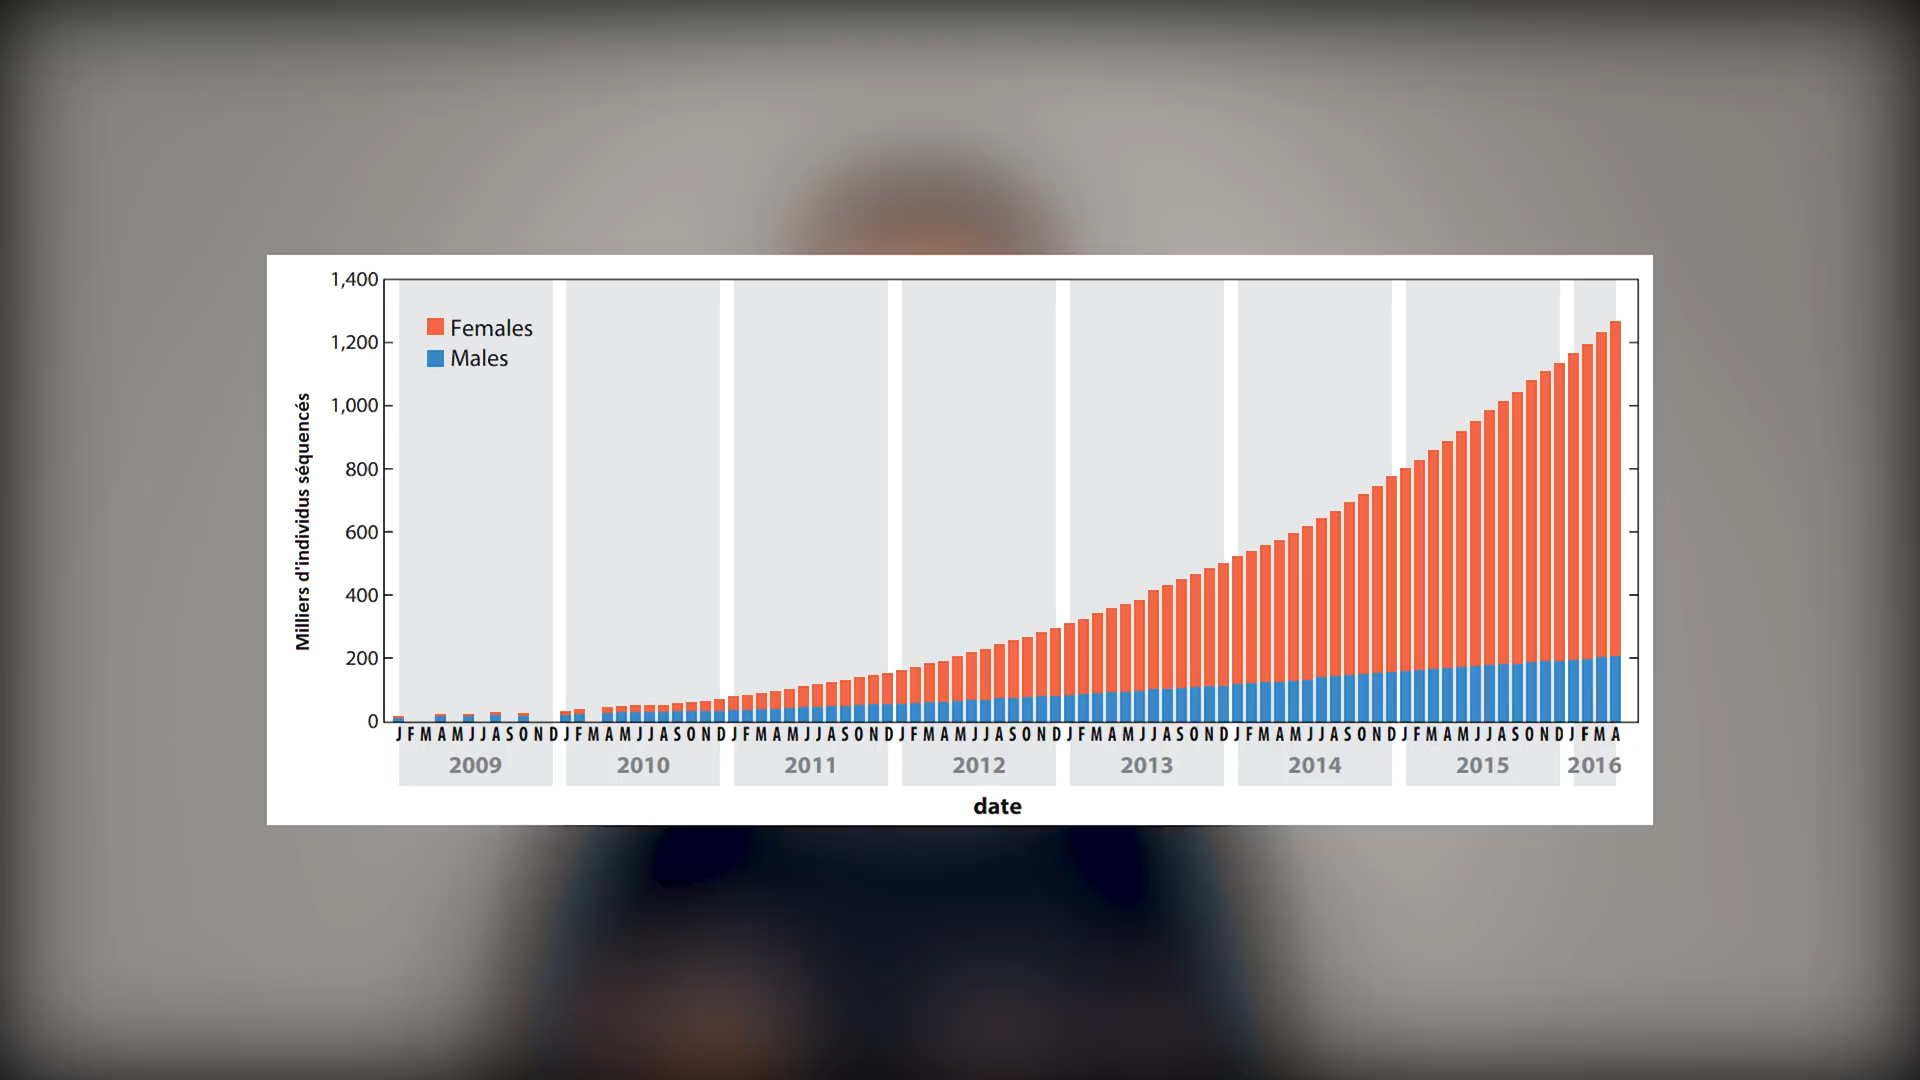 1,400
1,200
1,000
800
600
400
200
0
Females
Males
Milliers d'individus séquencés
J F M A M J J A S O N D J F M A M J J A S O N D J F M A M J J A S O N D J F M A M J J A S O N D J F M A M J J A S O N D J F M A M J J A S O N D J F M A M J J A S O N D J F M A
2009 2010 2011 2012 2013 2014 2015 2016
date